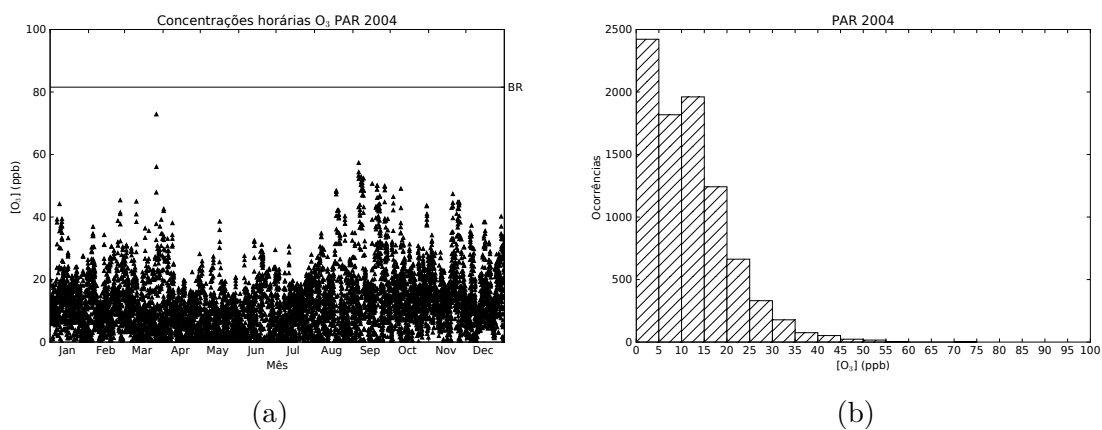 Concentrações horárias O₃ PAR 2004
100
80
60
40
20
0
[O₃] (ppb)
BR
Jan Feb Mar Apr May Jun Jul Aug Sep Oct Nov Dec
Mês
(a)
PAR 2004
2500
2000
1500
1000
500
0
Ocorrências
0 5 10 15 20 25 30 35 40 45 50 55 60 65 70 75 80 85 90 95 100
[O₃] (ppb)
(b)